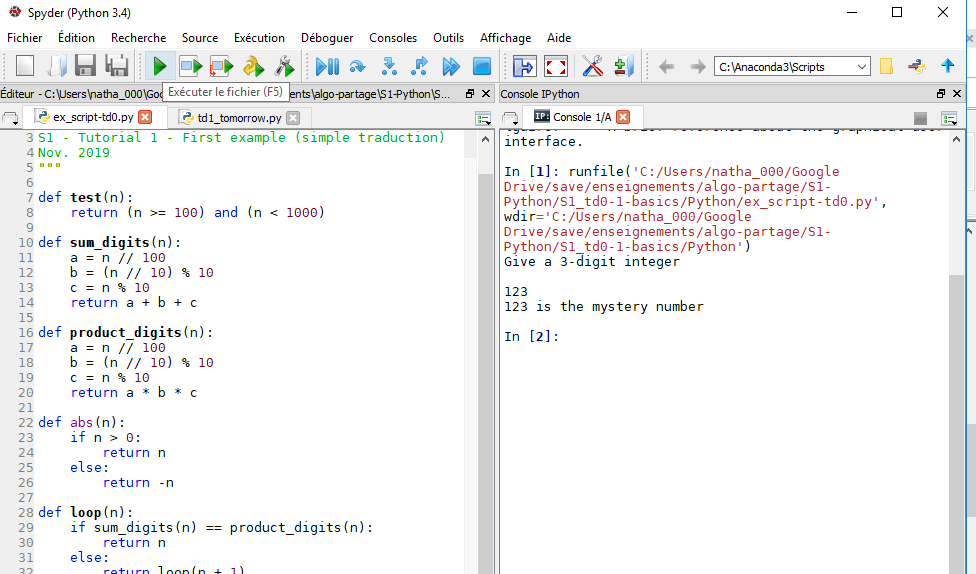 Spyder (Python 3.4)
Fichier Édition Recherche Source Exécution Déboguer Consoles Outils Affichage Aide
C:\Anaconda3\Scripts
Exécuter le fichier (F5)
Éditeur - C:\Users\natha_000\Goo
ents\algo-partage\S1-Python\S...
ex_script-td0.py
td1_tomorrow.py
3 S1 - Tutorial 1 - First example (simple traduction)
4 Nov. 2019
5 """
6
7 def test(n):
8     return (n >= 100) and (n < 1000)
9
10 def sum_digits(n):
11     a = n // 100
12     b = (n // 10) % 10
13     c = n % 10
14     return a + b + c
15
16 def product_digits(n):
17     a = n // 100
18     b = (n // 10) % 10
19     c = n % 10
20     return a * b * c
21
22 def abs(n):
23     if n > 0:
24         return n
25     else:
26         return -n
27
28 def loop(n):
29     if sum_digits(n) == product_digits(n):
30         return n
31     else:
32         return loop(n + 1)
Console IPython
IP: Console 1/A
interface.
In [1]: runfile('C:/Users/natha_000/Google
Drive/save/enseignements/algo-partage/S1-
Python/S1_td0-1-basics/Python/ex_script-td0.py',
wdir='C:/Users/natha_000/Google
Drive/save/enseignements/algo-partage/S1-
Python/S1_td0-1-basics/Python')
Give a 3-digit integer
123
123 is the mystery number
In [2]: